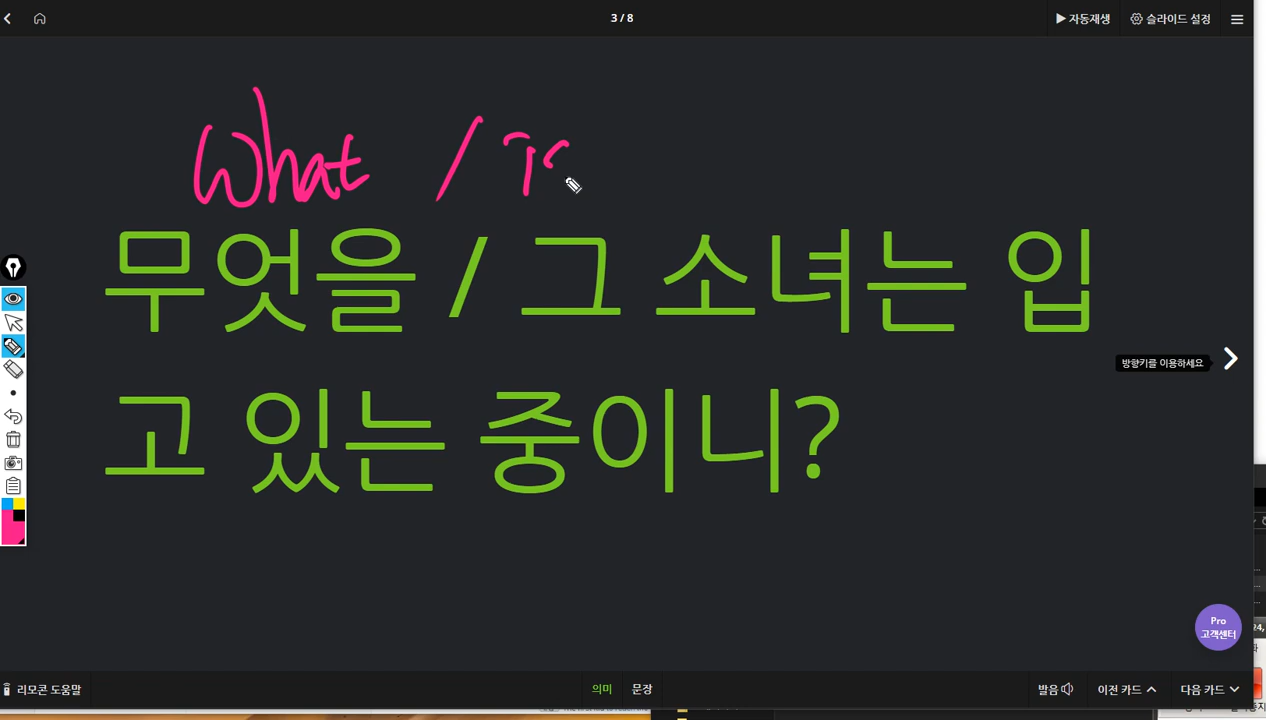 3 / 8
자동재생
슬라이드 설정
What / is
무엇을 / 그 소녀는 입
고 있는 중이니?
방향키를 이용하세요
Pro
고객센터
리모콘 도움말
의미
문장
발음
이전 카드
다음 카드